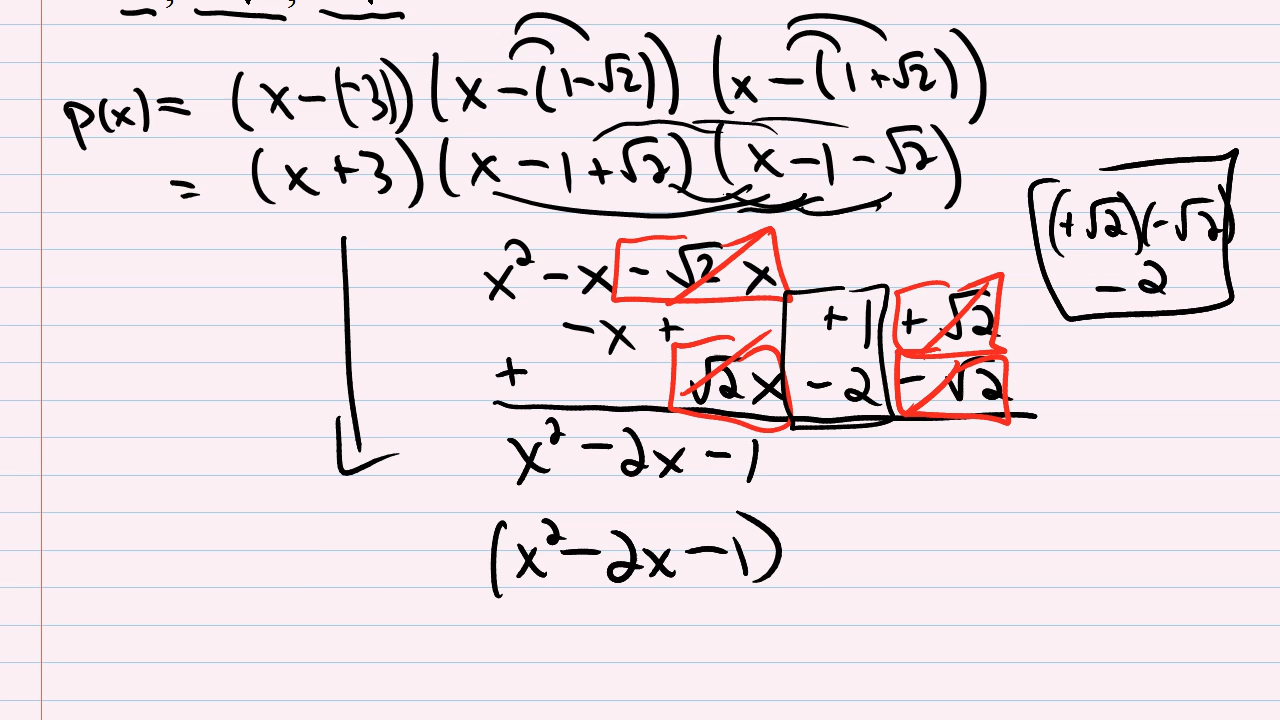 p(x) = (x-(-3))(x-(1-√2))(x-(1+√2))
= (x+3)(x-1+√2)(x-1-√2)
(+√2)(-√2)
-2
x² - x - √2 x
-x + +1 + √2
+ √2x - 2 - √2
x² - 2x - 1
(x² - 2x - 1)